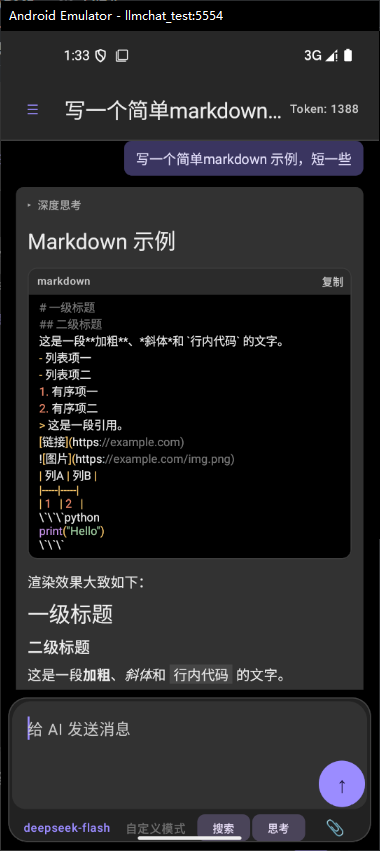 Android Emulator - llmchat_test:5554
1:33 3G
☰ 写一个简单markdown... Token: 1388
写一个简单markdown 示例，短一些
• 深度思考
Markdown 示例
markdown 复制
# 一级标题
## 二级标题
这是一段**加粗**、*斜体*和 `行内代码` 的文字。
- 列表项一
- 列表项二
1. 有序项一
2. 有序项二
> 这是一段引用。
[链接](https://example.com)
![图片](https://example.com/img.png)
| 列A | 列B |
|-----|-----|
| 1 | 2 |
\`\`\`python
print("Hello")
\`\`\`
渲染效果大致如下：
一级标题
二级标题
这是一段加粗、斜体和 行内代码 的文字。
给 AI 发送消息
↑
deepseek-flash 自定义模式 搜索 思考